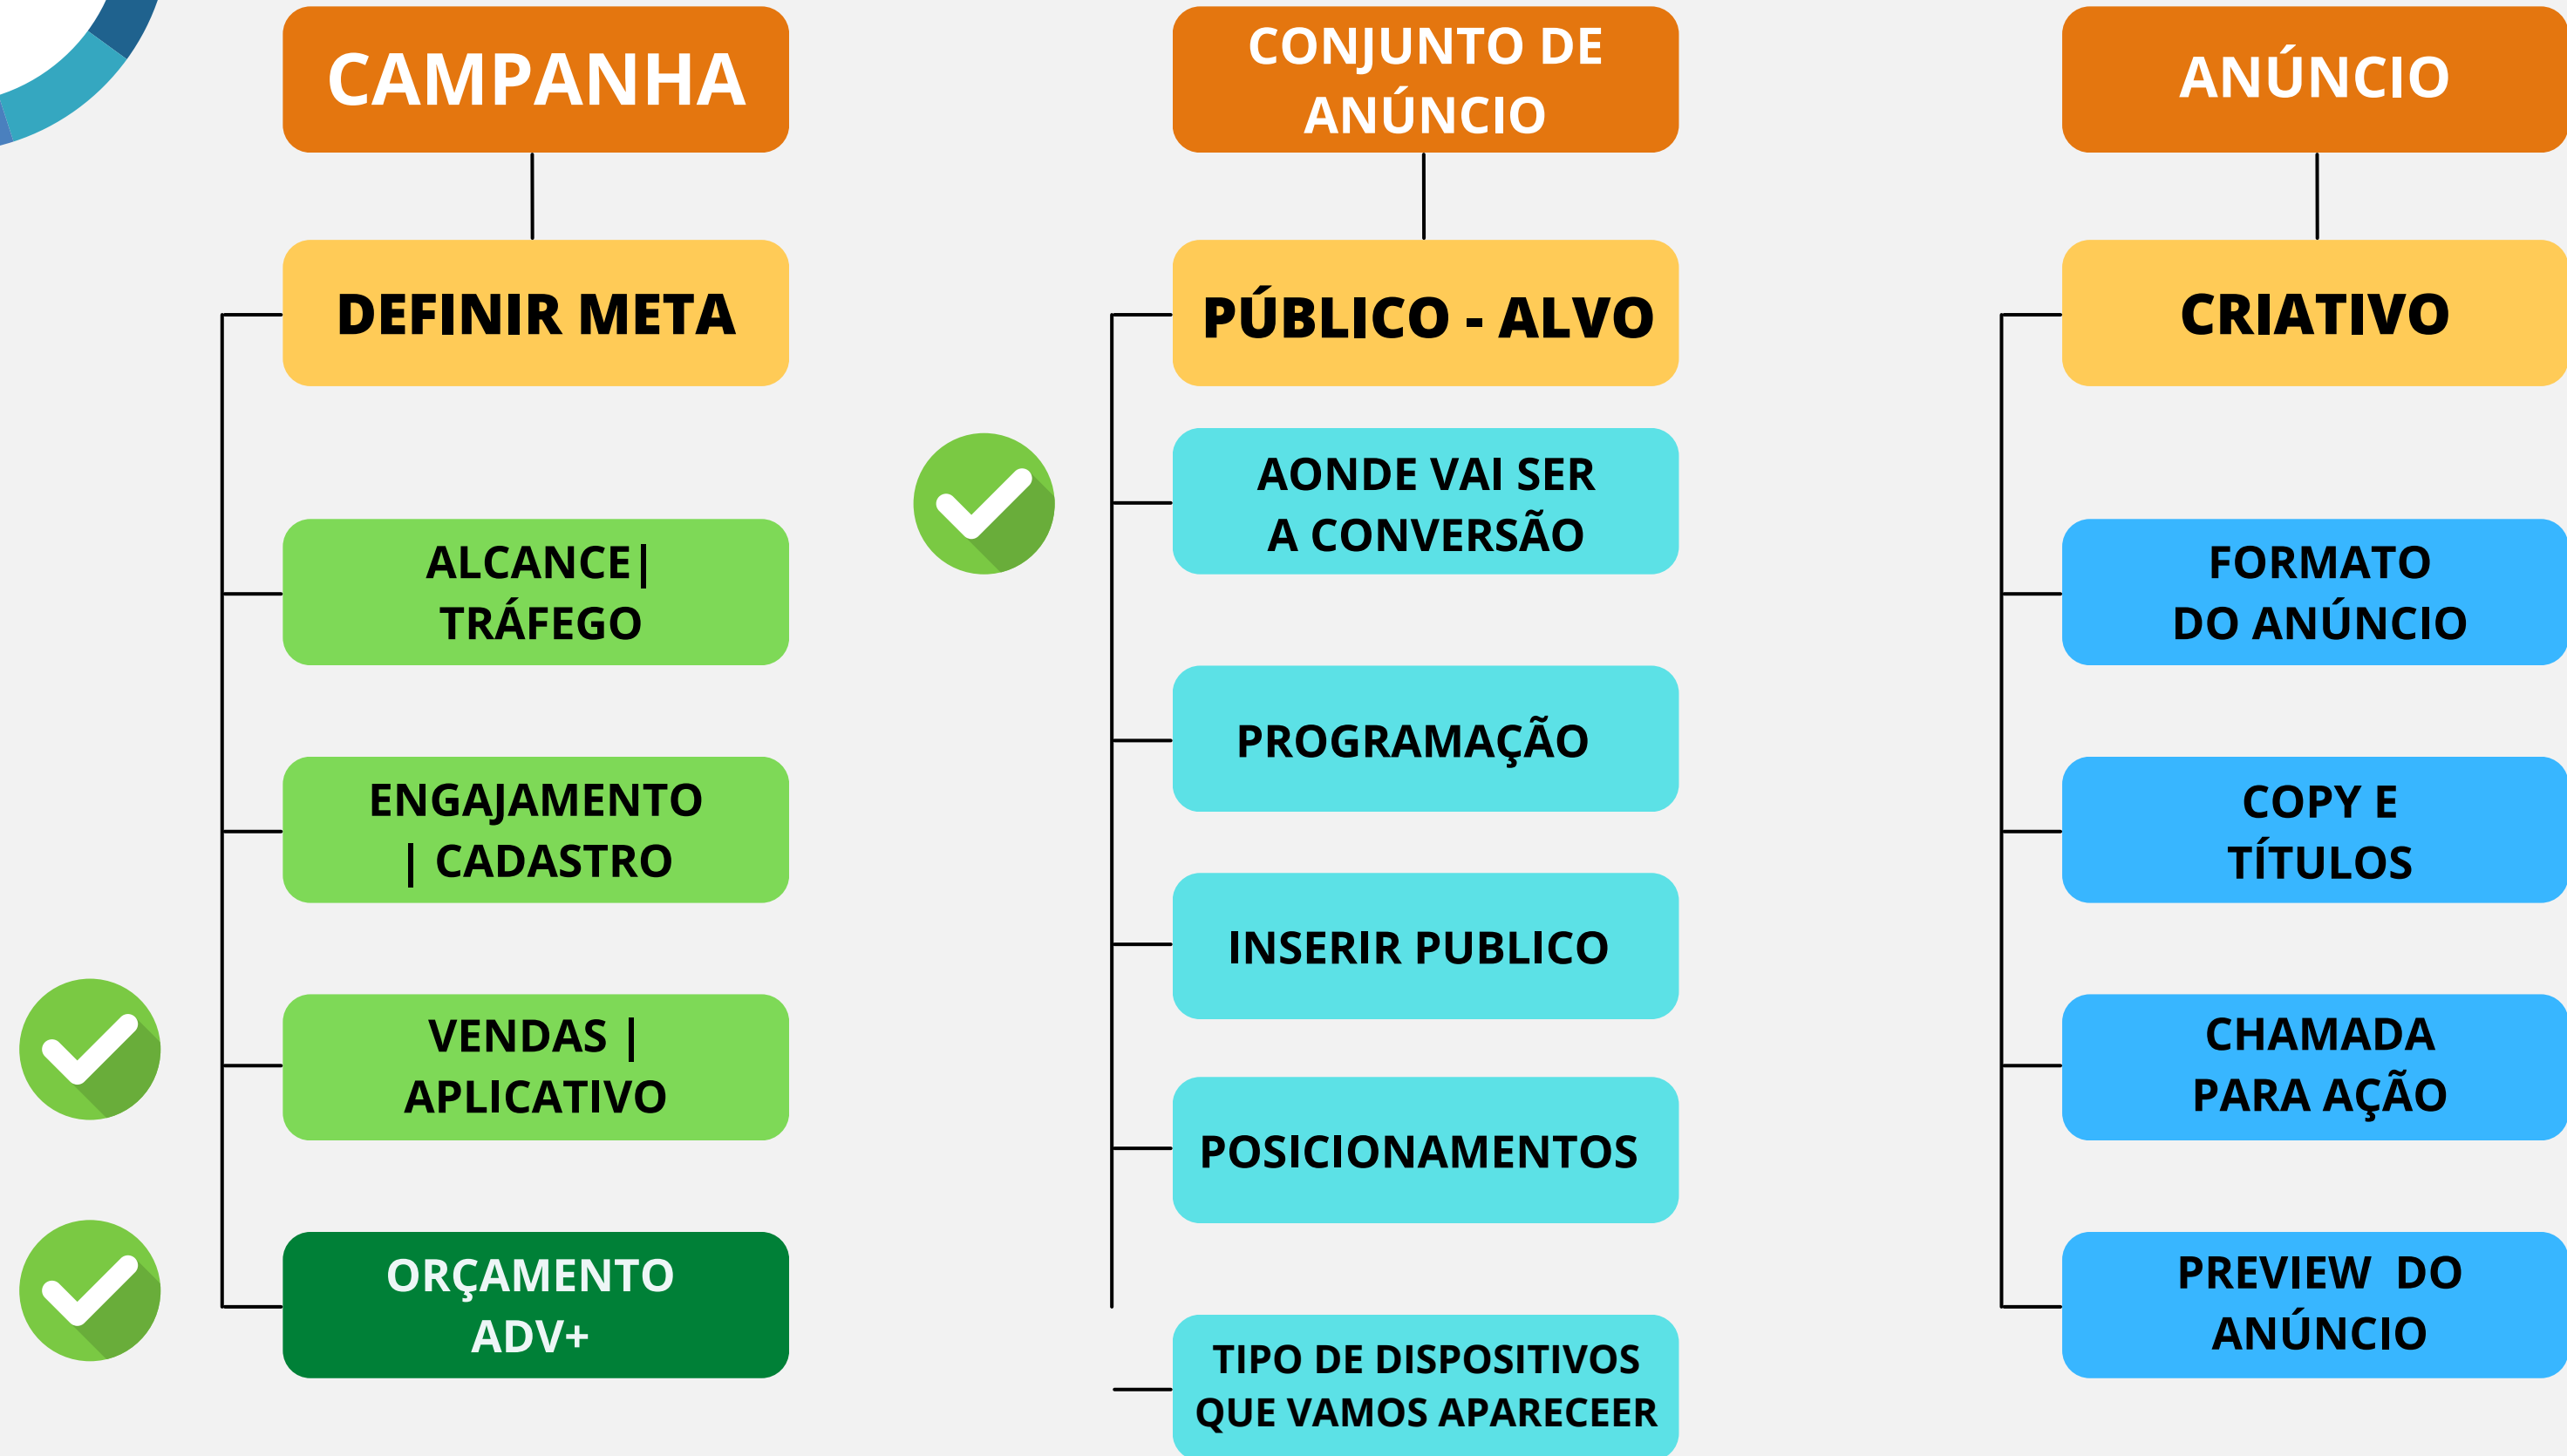 CAMPANHA
DEFINIR META
ALCANCE|
TRÁFEGO
ENGAJAMENTO
| CADASTRO
VENDAS |
APLICATIVO
ORÇAMENTO
ADV+
CONJUNTO DE
ANÚNCIO
PÚBLICO - ALVO
AONDE VAI SER
A CONVERSÃO
PROGRAMAÇÃO
INSERIR PUBLICO
POSICIONAMENTOS
TIPO DE DISPOSITIVOS
QUE VAMOS APARECEER
ANÚNCIO
CRIATIVO
FORMATO
DO ANÚNCIO
COPY E
TÍTULOS
CHAMADA
PARA AÇÃO
PREVIEW  DO
ANÚNCIO